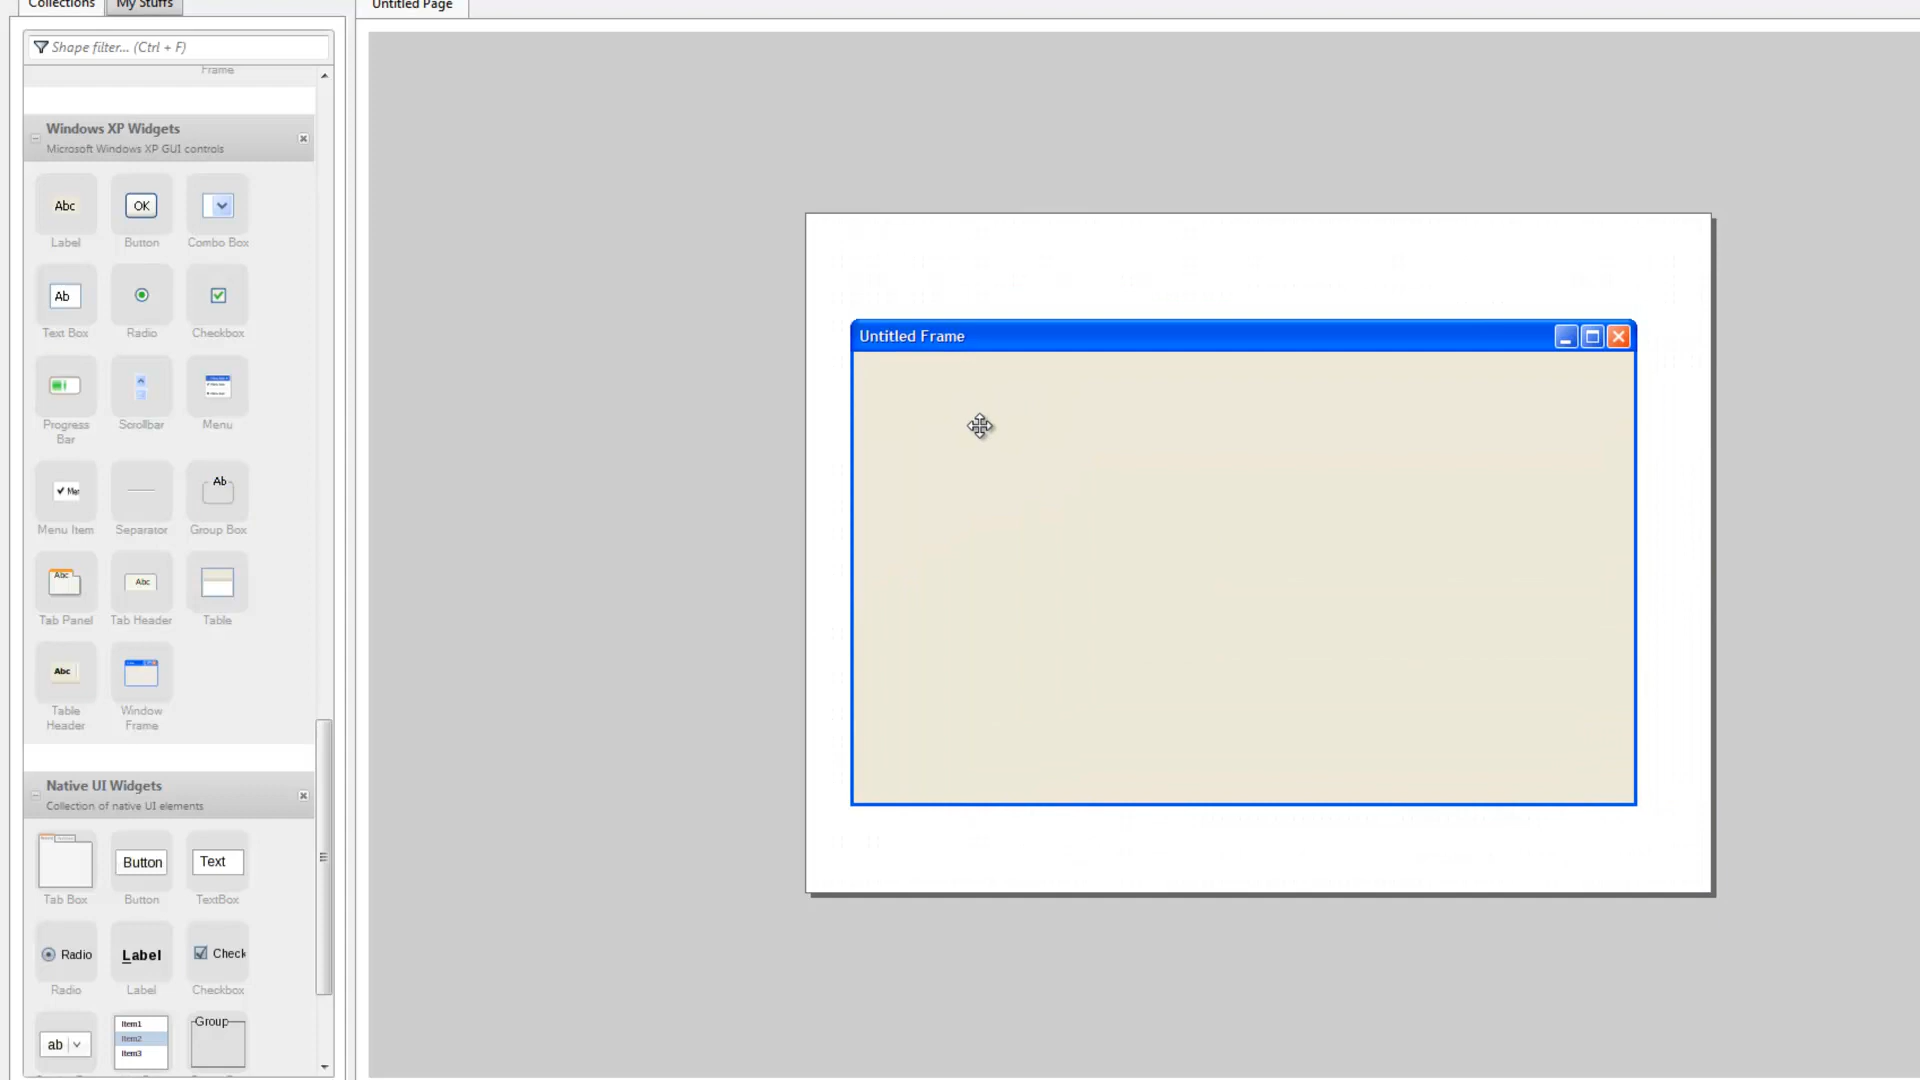 Collections
My Stuffs
Untitled Page
Shape filter... (Ctrl + F)
Frame
Windows XP Widgets
Microsoft Windows XP GUI controls
Abc
OK
Label
Button
Combo Box
Ab
Text Box
Radio
Checkbox
Progress
Bar
Scrollbar
Menu
Ab
Menu Item
Separator
Group Box
Abc
Abc
Tab Panel
Tab Header
Table
Abc
Table
Header
Window
Frame
Native UI Widgets
Collection of native UI elements
Button
Text
Tab Box
Button
TextBox
Radio
Label
Check
Radio
Label
Checkbox
ab
Item1
Item2
Item3
Group
Untitled Frame